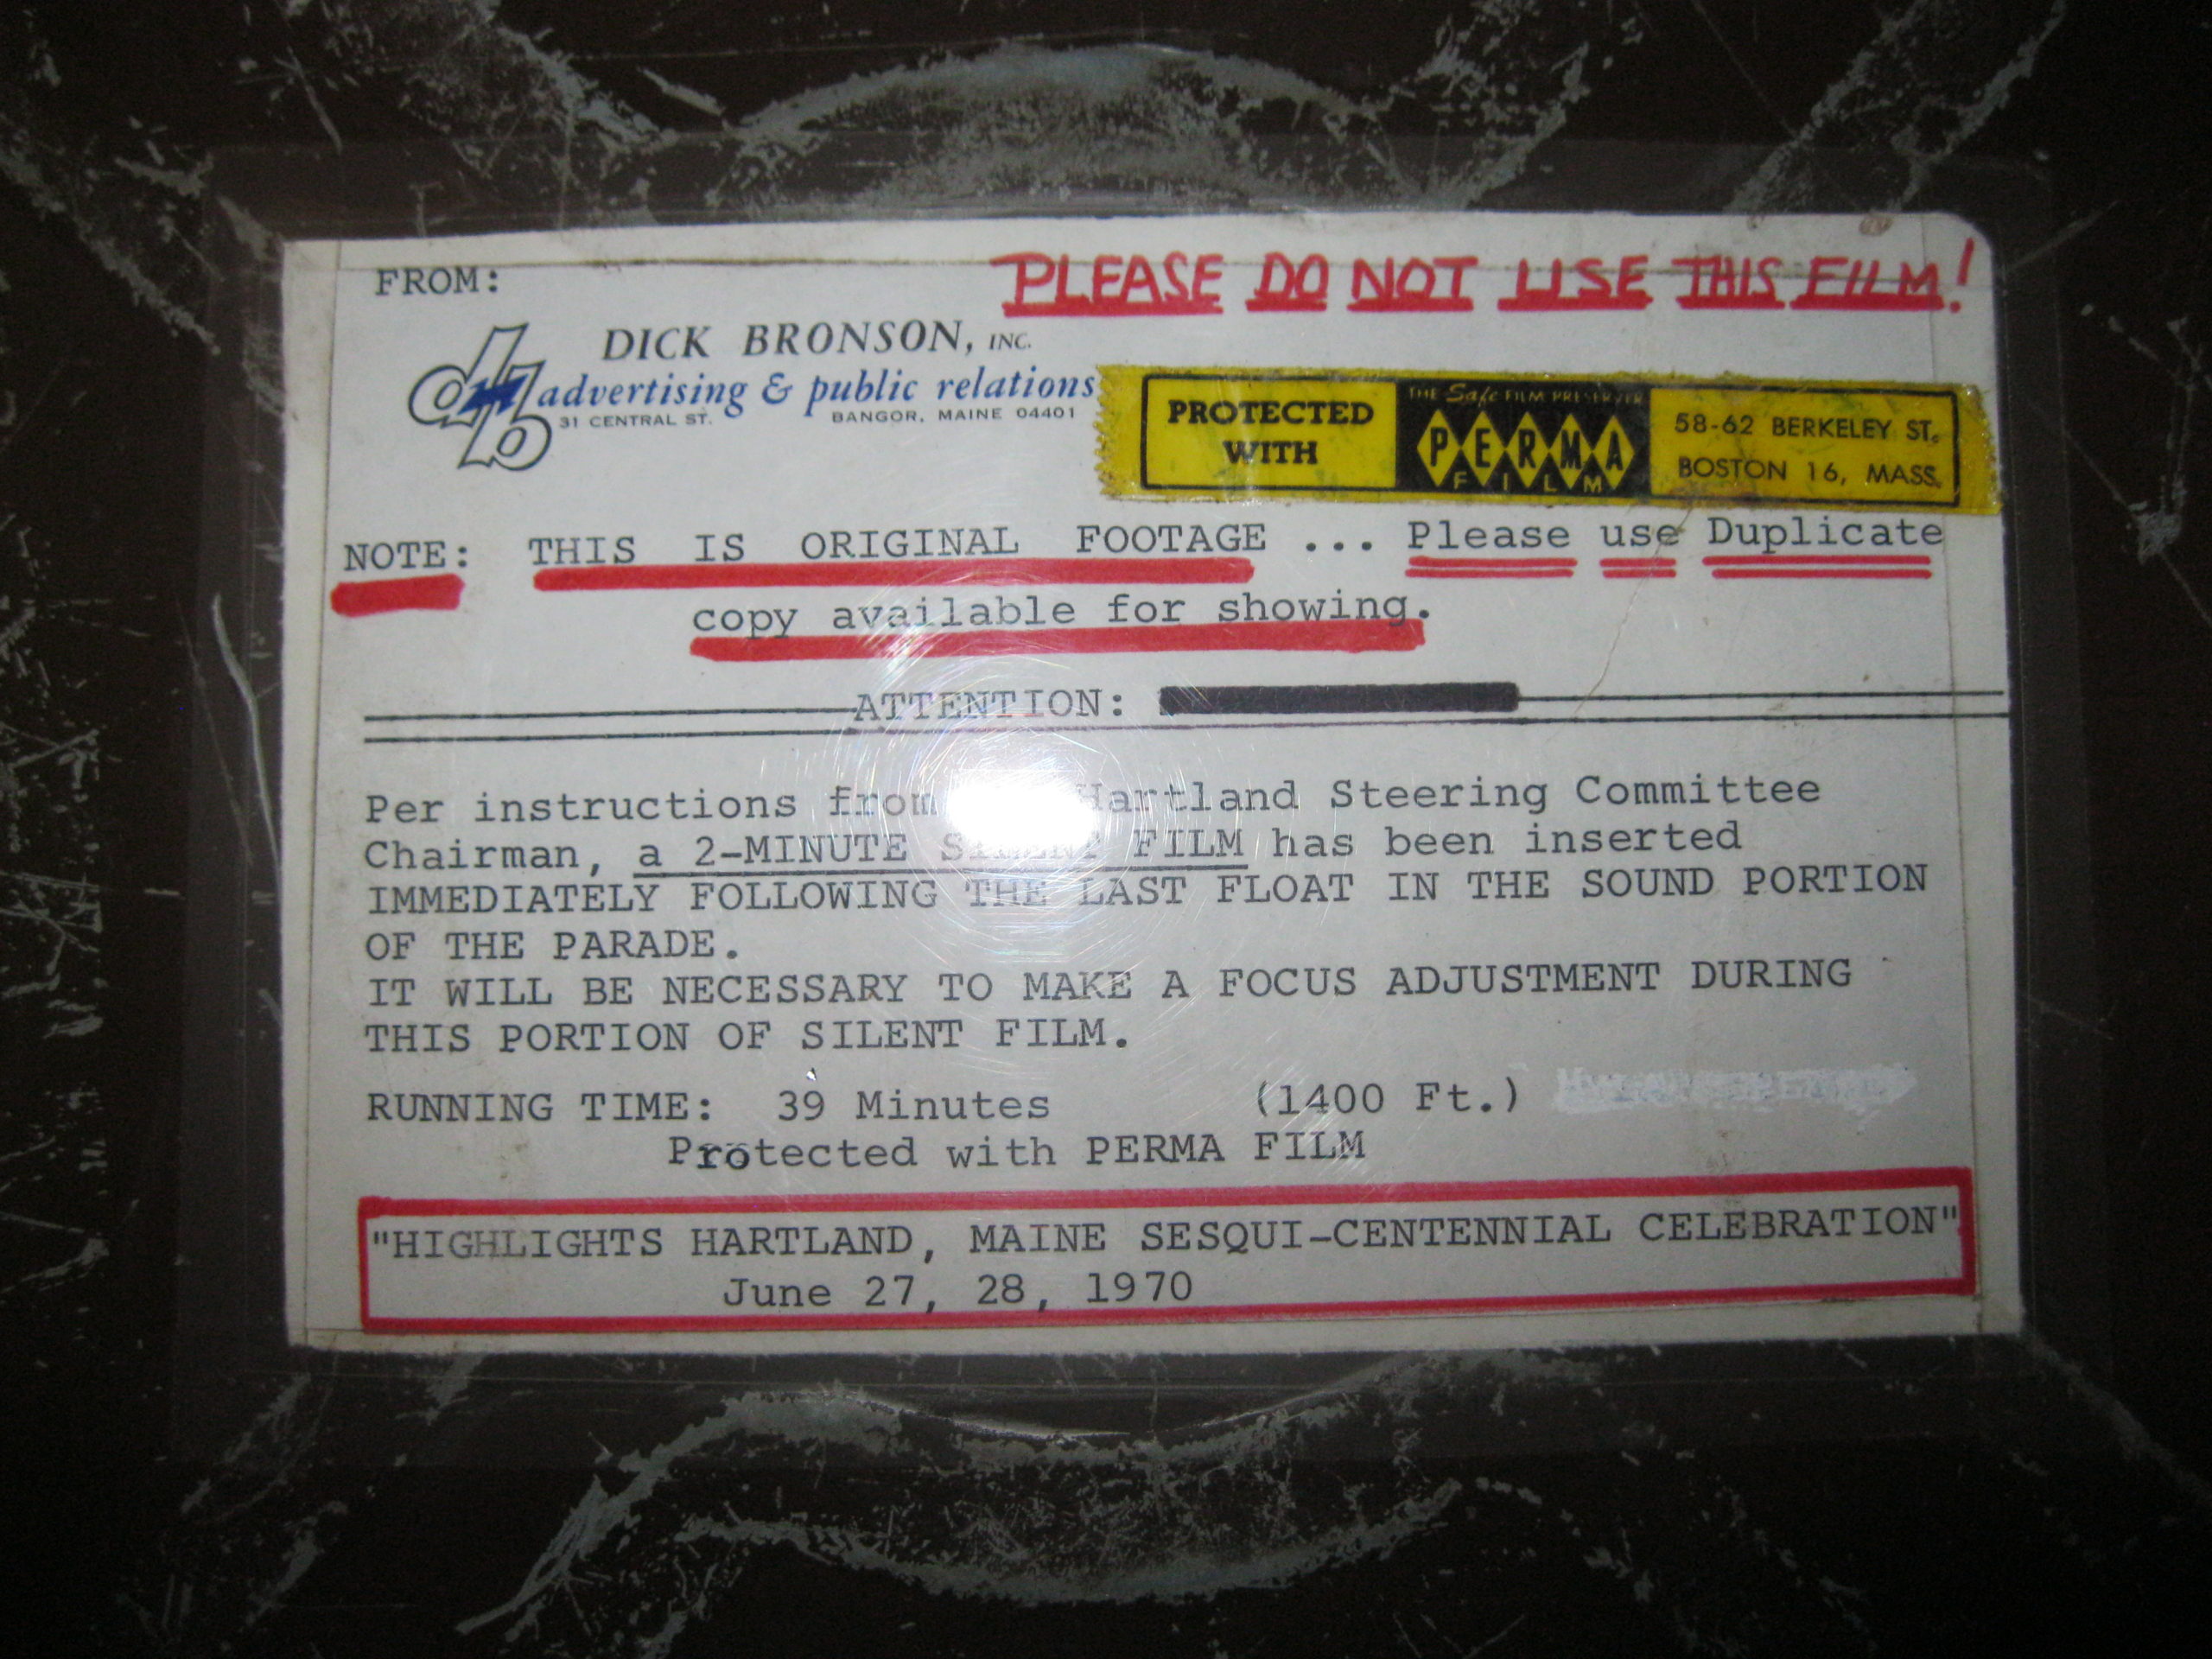 FROM:
PLEASE DO NOT USE THIS FILM!
DICK BRONSON, INC.
advertising & public relations
31 CENTRAL ST. BANGOR, MAINE 04401
PROTECTED
WITH
THE Safe FILM PRESERVER
PERMA
FILM
58-62 BERKELEY ST.
BOSTON 16, MASS.
NOTE: THIS IS ORIGINAL FOOTAGE ... Please use Duplicate
copy available for showing.
ATTENTION:
Per instructions from Hartland Steering Committee
Chairman, a 2-MINUTE SILENT FILM has been inserted
IMMEDIATELY FOLLOWING THE LAST FLOAT IN THE SOUND PORTION
OF THE PARADE.
IT WILL BE NECESSARY TO MAKE A FOCUS ADJUSTMENT DURING
THIS PORTION OF SILENT FILM.
RUNNING TIME: 39 Minutes (1400 Ft.)
Protected with PERMA FILM
"HIGHLIGHTS HARTLAND, MAINE SESQUI-CENTENNIAL CELEBRATION"
June 27, 28, 1970